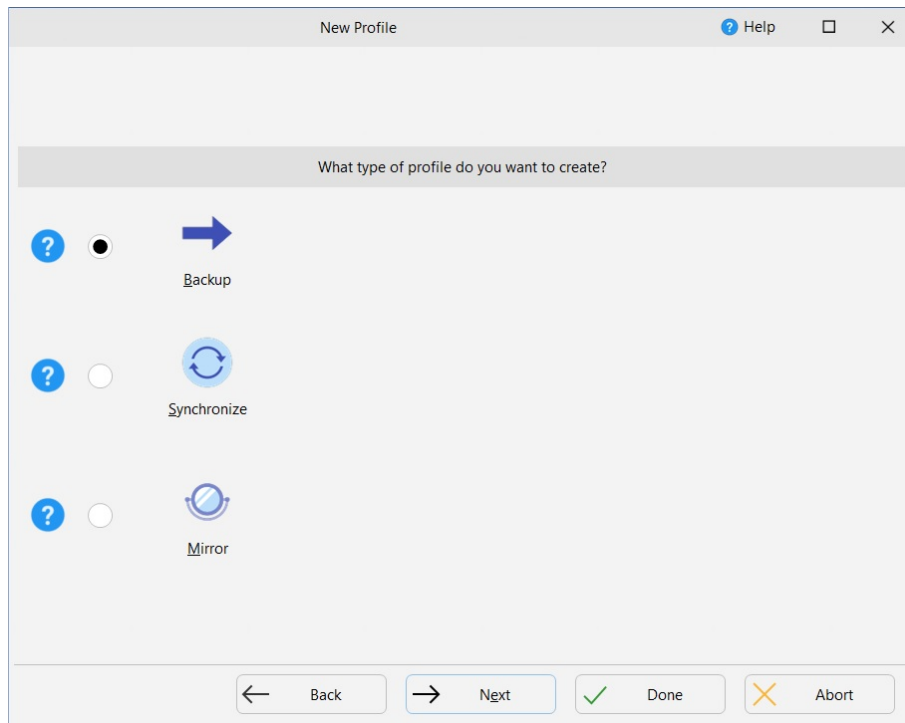 New Profile
Help
What type of profile do you want to create?
Backup
Synchronize
Mirror
Back
Next
Done
Abort